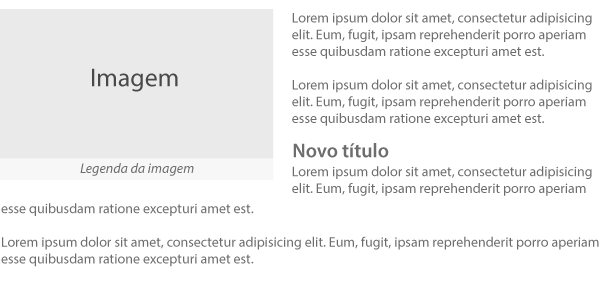 Imagem
Legenda da imagem
Lorem ipsum dolor sit amet, consectetur adipisicing
elit. Eum, fugit, ipsam reprehenderit porro aperiam
esse quibusdam ratione excepturi amet est.
Lorem ipsum dolor sit amet, consectetur adipisicing
elit. Eum, fugit, ipsam reprehenderit porro aperiam
esse quibusdam ratione excepturi amet est.
Novo título
Lorem ipsum dolor sit amet, consectetur adipisicing
elit. Eum, fugit, ipsam reprehenderit porro aperiam
esse quibusdam ratione excepturi amet est.
Lorem ipsum dolor sit amet, consectetur adipisicing elit. Eum, fugit, ipsam reprehenderit porro aperiam
esse quibusdam ratione excepturi amet est.